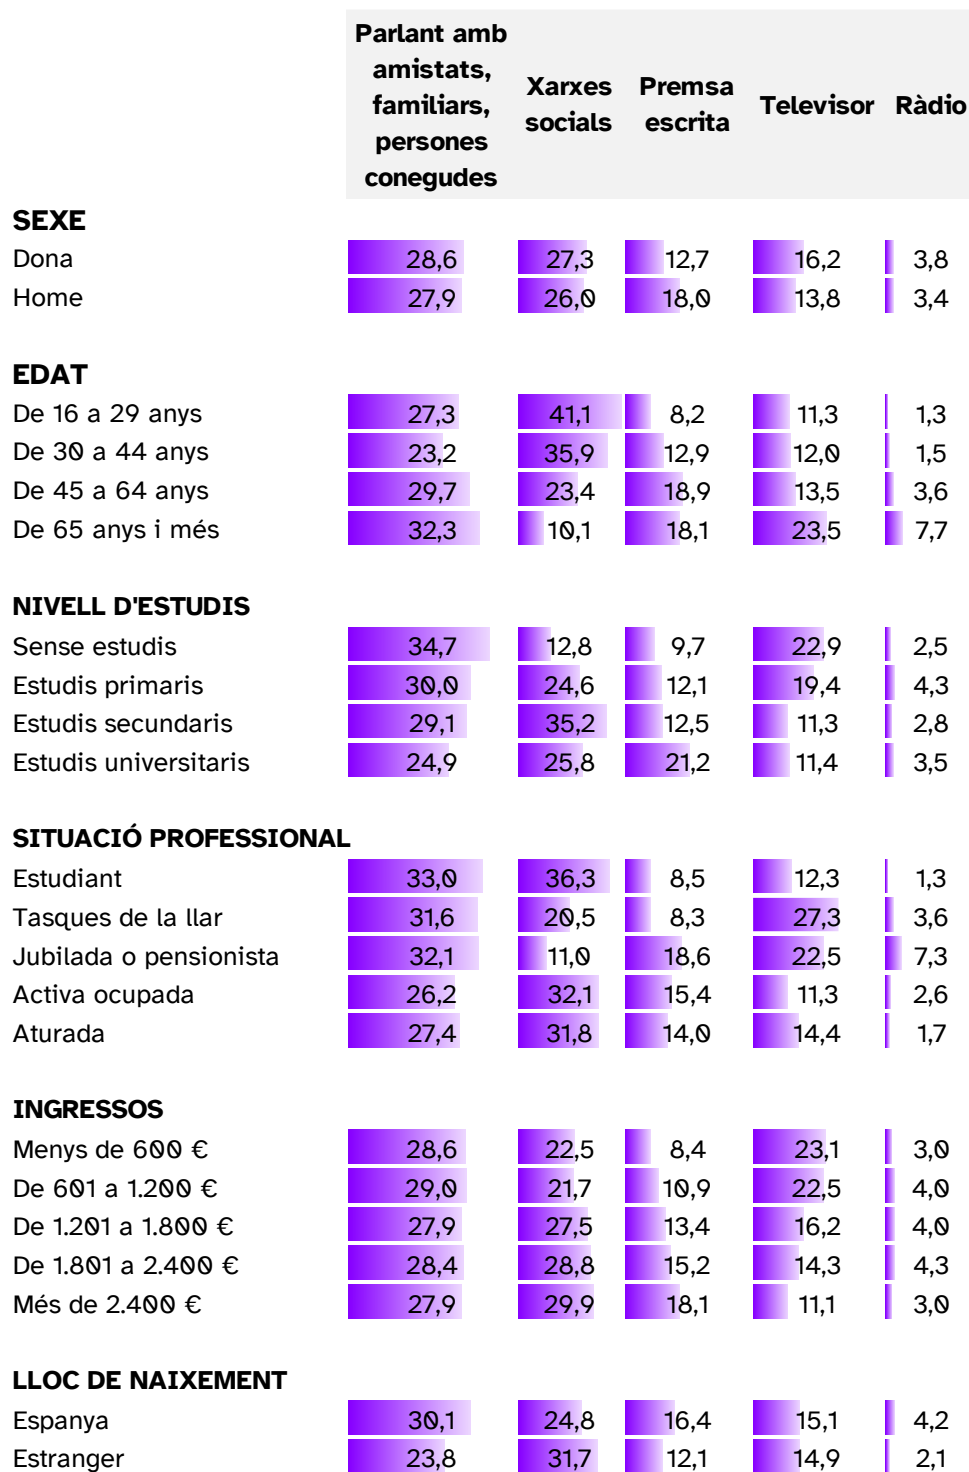 Parlant amb
amistats,
familiars,
persones
conegudes
Xarxes
socials
Premsa
escrita
Televisor
Ràdio
SEXE
Dona 28,6 27,3 12,7 16,2 3,8
Home 27,9 26,0 18,0 13,8 3,4
EDAT
De 16 a 29 anys 27,3 41,1 8,2 11,3 1,3
De 30 a 44 anys 23,2 35,9 12,9 12,0 1,5
De 45 a 64 anys 29,7 23,4 18,9 13,5 3,6
De 65 anys i més 32,3 10,1 18,1 23,5 7,7
NIVELL D'ESTUDIS
Sense estudis 34,7 12,8 9,7 22,9 2,5
Estudis primaris 30,0 24,6 12,1 19,4 4,3
Estudis secundaris 29,1 35,2 12,5 11,3 2,8
Estudis universitaris 24,9 25,8 21,2 11,4 3,5
SITUACIÓ PROFESSIONAL
Estudiant 33,0 36,3 8,5 12,3 1,3
Tasques de la llar 31,6 20,5 8,3 27,3 3,6
Jubilada o pensionista 32,1 11,0 18,6 22,5 7,3
Activa ocupada 26,2 32,1 15,4 11,3 2,6
Aturada 27,4 31,8 14,0 14,4 1,7
INGRESSOS
Menys de 600 € 28,6 22,5 8,4 23,1 3,0
De 601 a 1.200 € 29,0 21,7 10,9 22,5 4,0
De 1.201 a 1.800 € 27,9 27,5 13,4 16,2 4,0
De 1.801 a 2.400 € 28,4 28,8 15,2 14,3 4,3
Més de 2.400 € 27,9 29,9 18,1 11,1 3,0
LLOC DE NAIXEMENT
Espanya 30,1 24,8 16,4 15,1 4,2
Estranger 23,8 31,7 12,1 14,9 2,1